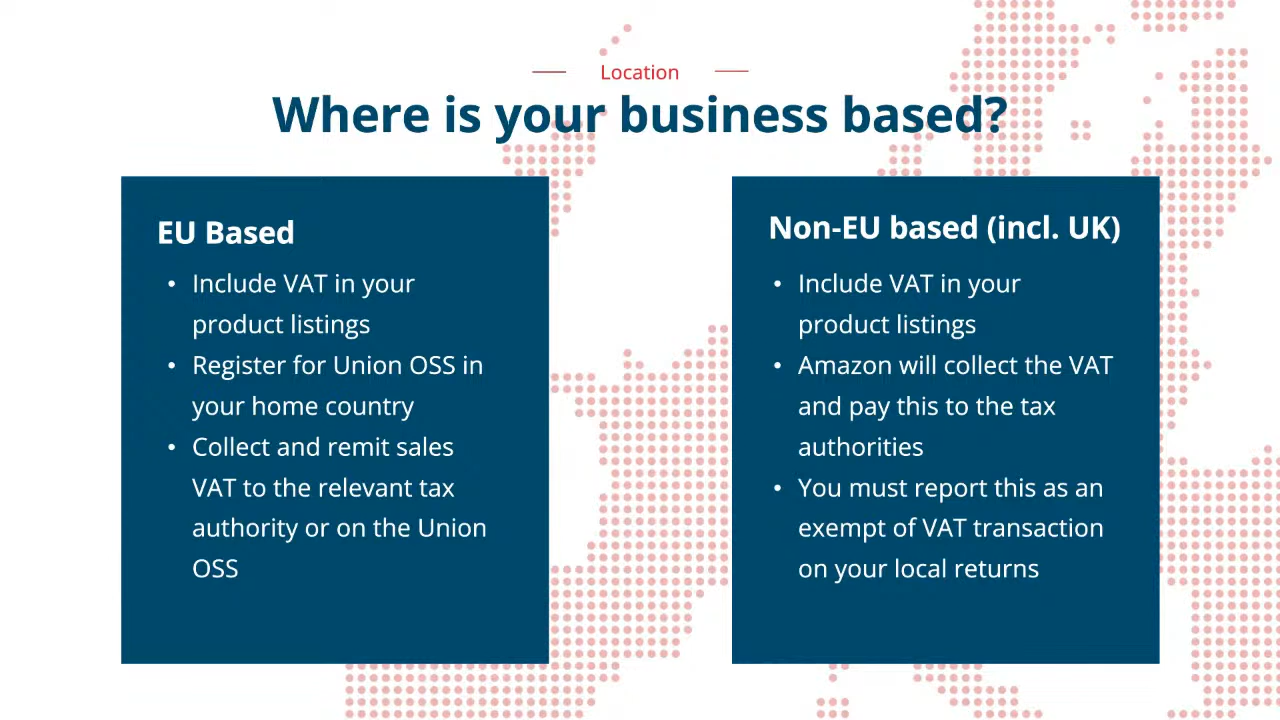 Location
Where is your business based?
EU Based
• Include VAT in your
product listings
• Register for Union OSS in
your home country
• Collect and remit sales
VAT to the relevant tax
authority or on the Union
OSS
Non-EU based (incl. UK)
• Include VAT in your
product listings
• Amazon will collect the VAT
and pay this to the tax
authorities
• You must report this as an
exempt of VAT transaction
on your local returns